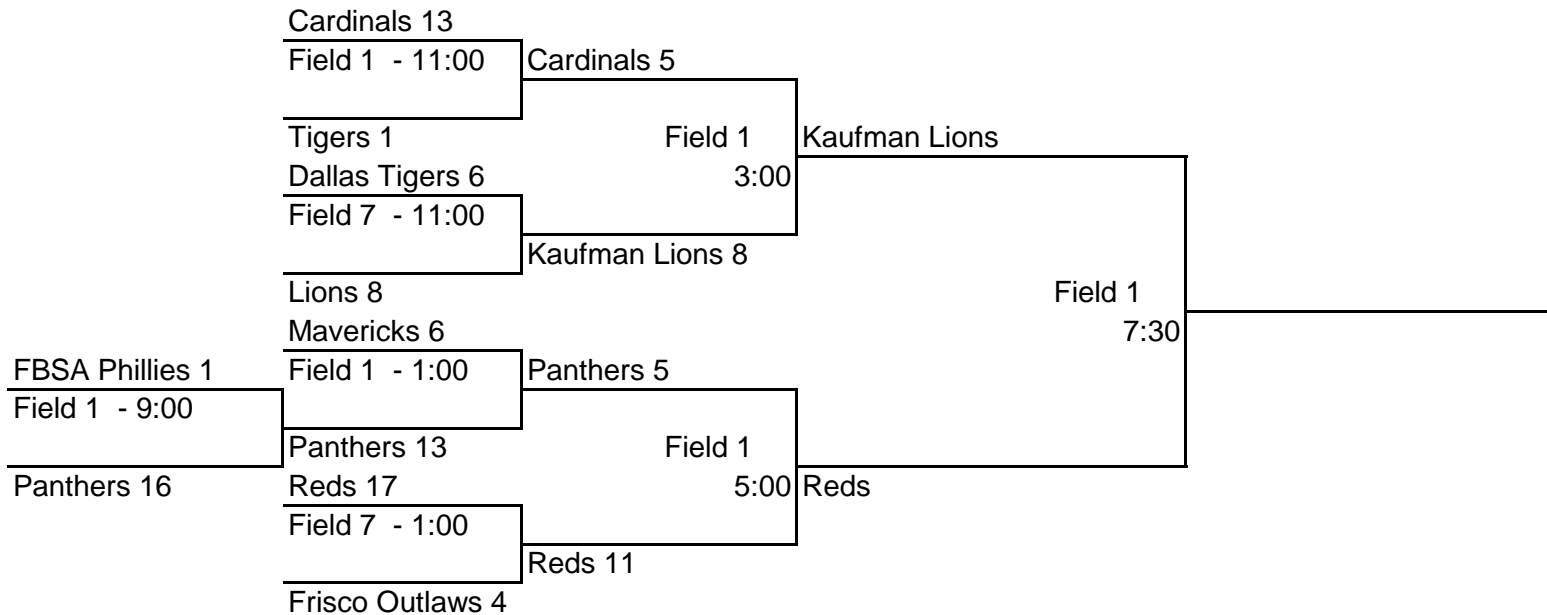 Cardinals 13
Field 1 - 11:00
Cardinals 5
Tigers 1
Field 1
Kaufman Lions
Dallas Tigers 6
3:00
Field 7 - 11:00
Kaufman Lions 8
Lions 8
Field 1
Mavericks 6
7:30
FBSA Phillies 1
Field 1 - 1:00
Panthers 5
Field 1 - 9:00
Panthers 13
Field 1
Panthers 16
Reds 17
5:00
Reds
Field 7 - 1:00
Reds 11
Frisco Outlaws 4